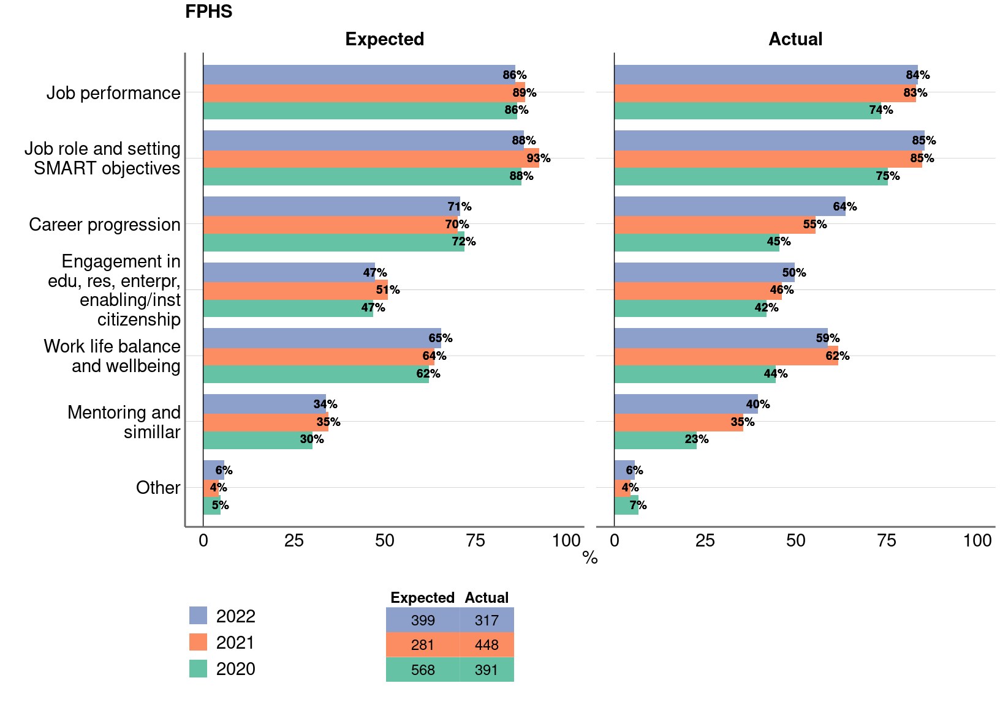 FPHS
Expected
Actual
Job performance
86%
89%
86%
84%
83%
74%
Job role and setting
SMART objectives
88%
93%
88%
85%
85%
75%
Career progression
71%
70%
72%
64%
55%
45%
Engagement in
edu, res, enterpr,
enabling/inst
citizenship
47%
51%
47%
50%
46%
42%
Work life balance
and wellbeing
65%
64%
62%
59%
62%
44%
Mentoring and
simillar
34%
35%
30%
40%
35%
23%
Other
6%
4%
5%
6%
4%
7%
0 25 50 75 100
0 25 50 75 100
%
2022
2021
2020
Expected Actual
399 317
281 448
568 391